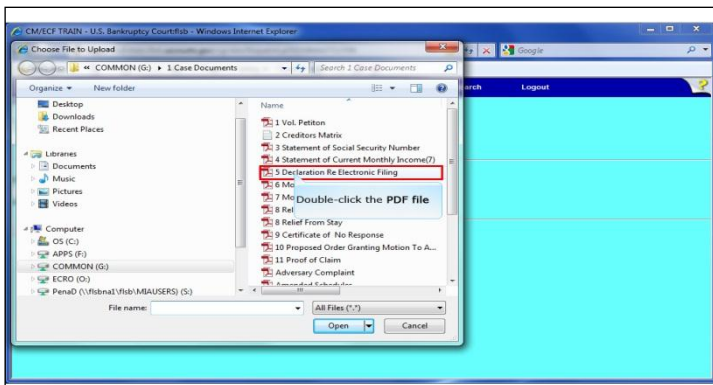 CM/ECF TRAIN - U.S. Bankruptcy Court:flsb - Windows Internet Explorer
Choose File to Upload
« COMMON (G:) ▸ 1 Case Documents
Search 1 Case Documents
Google
Organize
New folder
arch
Logout
Desktop
Downloads
Recent Places
Libraries
Documents
Music
Pictures
Videos
Computer
OS (C:)
APPS (F:)
COMMON (G:)
ECRO (O:)
PenaD (\\flsbna1\flsb\MIAUSERS) (S:)
Name
1 Vol. Petiton
2 Creditors Matrix
3 Statement of Social Security Number
4 Statement of Current Monthly Income(7)
5 Declaration Re Electronic Filing
6 Mo
7 Mo
8 Rel
Double-click the PDF file
8 Relief From Stay
9 Certificate of No Response
10 Proposed Order Granting Motion To A...
11 Proof of Claim
Adversary Complaint
Amended Schedules
File name:
All Files (*.*)
Open
Cancel